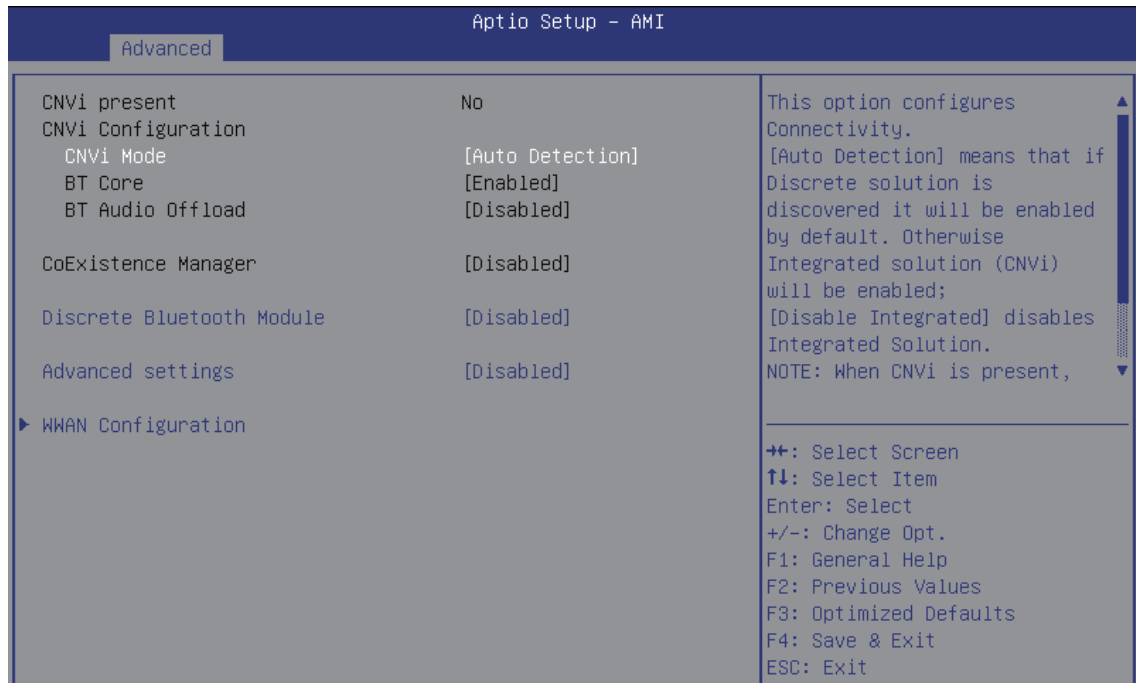 Aptio Setup - AMI
Advanced
CNVi present No
CNVi Configuration
CNVi Mode [Auto Detection]
BT Core [Enabled]
BT Audio Offload [Disabled]
CoExistence Manager [Disabled]
Discrete Bluetooth Module [Disabled]
Advanced settings [Disabled]
WWAN Configuration
This option configures
Connectivity.
[Auto Detection] means that if
Discrete solution is
discovered it will be enabled
by default. Otherwise
Integrated solution (CNVi)
will be enabled;
[Disable Integrated] disables
Integrated Solution.
NOTE: When CNVi is present,
→←: Select Screen
↑↓: Select Item
Enter: Select
+/-: Change Opt.
F1: General Help
F2: Previous Values
F3: Optimized Defaults
F4: Save & Exit
ESC: Exit